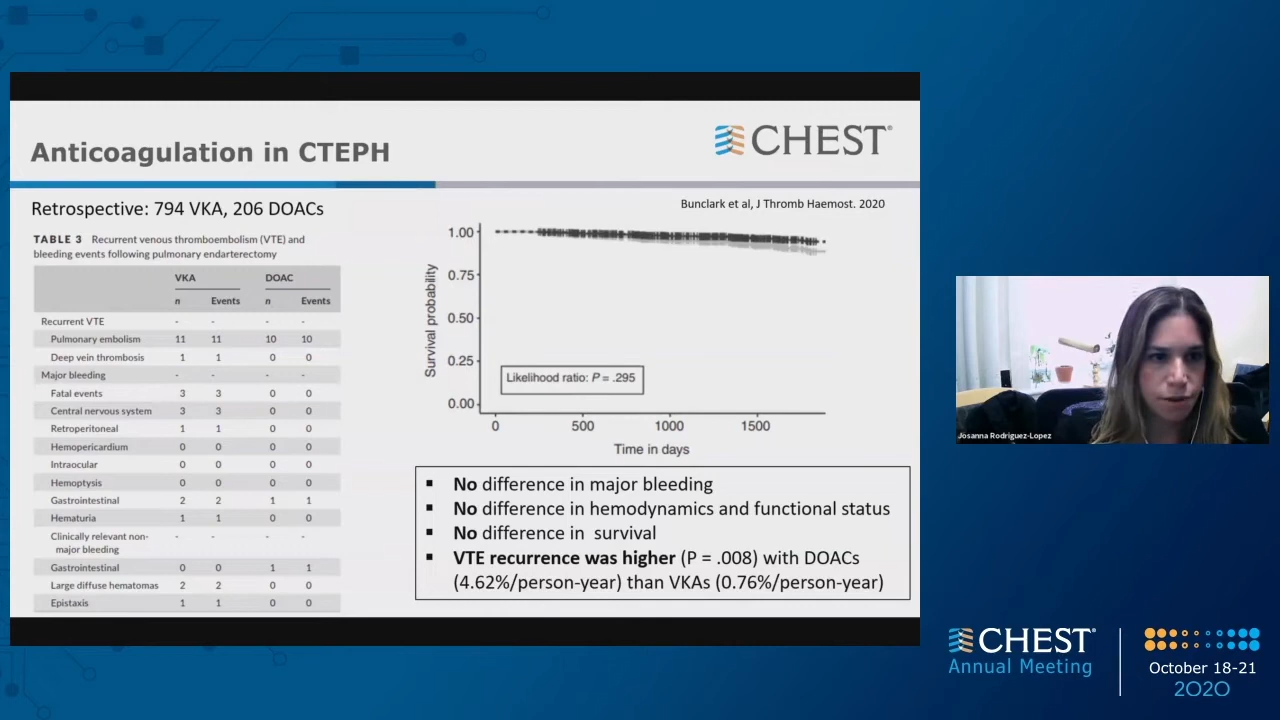 Anticoagulation in CTEPH
CHEST®
Retrospective: 794 VKA, 206 DOACs
Bunclark et al, J Thromb Haemost. 2020
TABLE 3 Recurrent venous thromboembolism (VTE) and
bleeding events following pulmonary endarterectomy
VKA DOAC
n Events n Events
Recurrent VTE - - - -
Pulmonary embolism 11 11 10 10
Deep vein thrombosis 1 1 0 0
Major bleeding - - - -
Fatal events 3 3 0 0
Central nervous system 3 3 0 0
Retroperitoneal 1 1 0 0
Hemopericardium 0 0 0 0
Intraocular 0 0 0 0
Hemoptysis 0 0 0 0
Gastrointestinal 2 2 1 1
Hematuria 1 1 0 0
Clinically relevant non- - - - -
major bleeding
Gastrointestinal 0 0 1 1
Large diffuse hematomas 2 2 0 0
Epistaxis 1 1 0 0
Survival probability
1.00
0.75
0.50
0.25
0.00
Likelihood ratio: P = .295
0 500 1000 1500
Time in days
▪ No difference in major bleeding
▪ No difference in hemodynamics and functional status
▪ No difference in survival
▪ VTE recurrence was higher (P = .008) with DOACs
(4.62%/person-year) than VKAs (0.76%/person-year)
Josanna Rodriguez-Lopez
CHEST®
Annual Meeting
October 18-21
2020